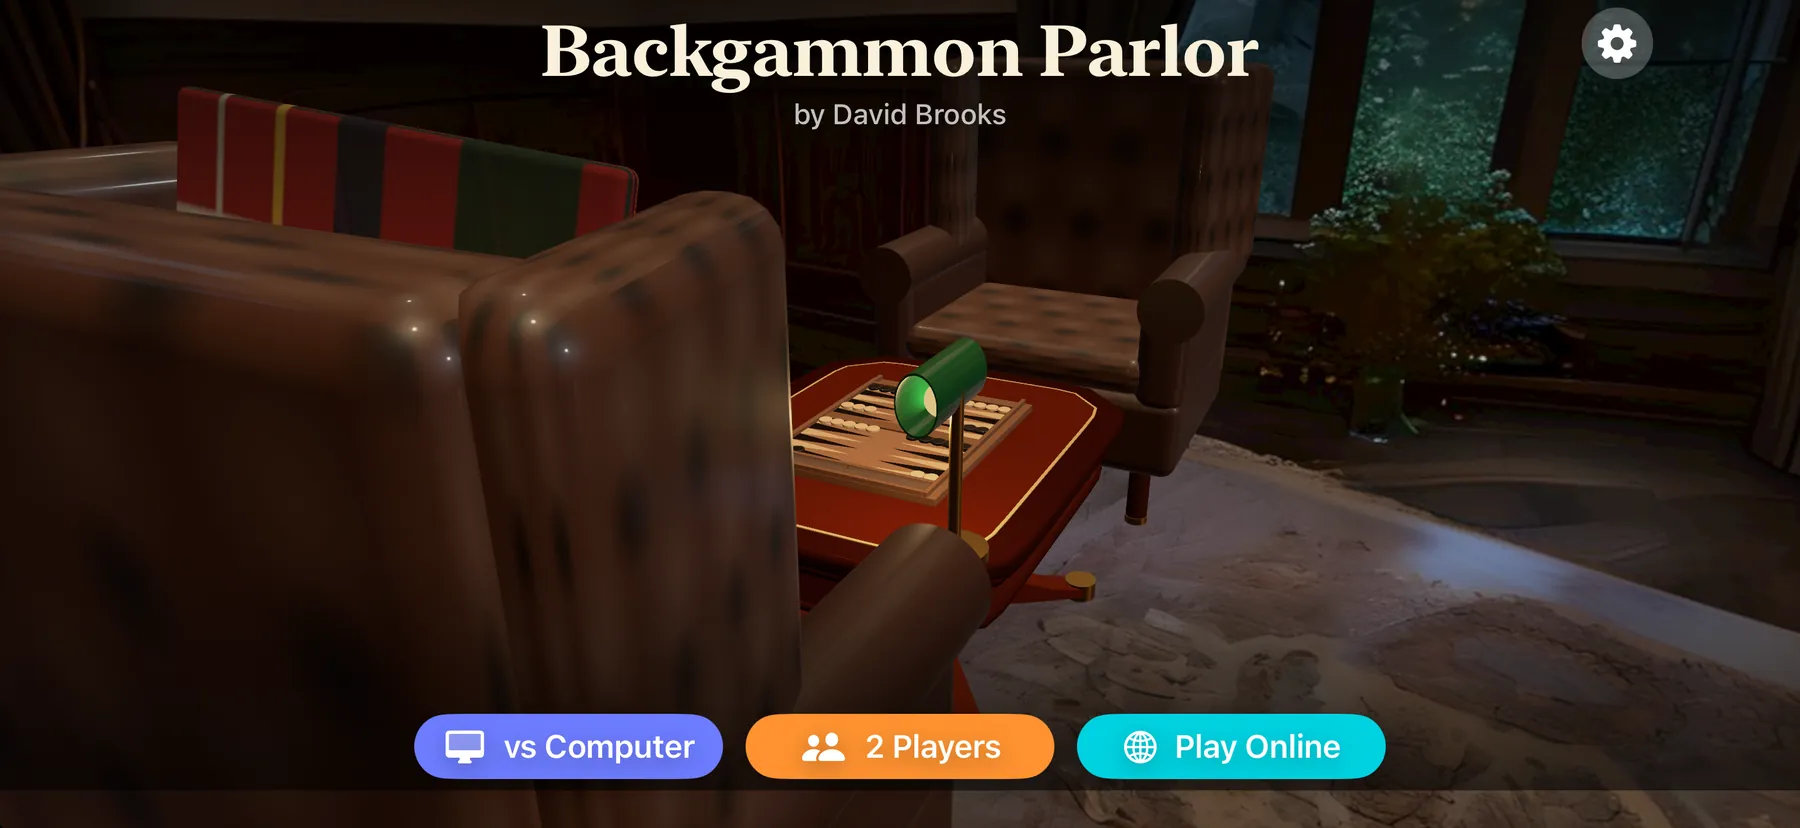 Backgammon Parlor
by David Brooks
vs Computer
2 Players
Play Online